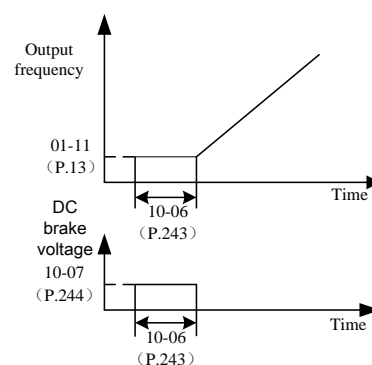 Output
frequency
01-11
（P.13）
Time
10-06
（P.243）
DC
brake
voltage
10-07
（P.244）
Time
10-06
（P.243）